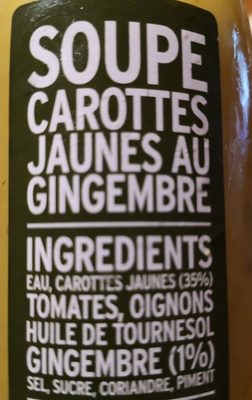 SOUPE
CAROTTES
JAUNES AU
GINGEMBRE
INGREDIENTS
EAU, CAROTTES JAUNES (35%)
TOMATES, OIGNONS
HUILE DE TOURNESOL
GINGEMBRE (1%)
SEL, SUCRE, CORIANDRE, PIMENT